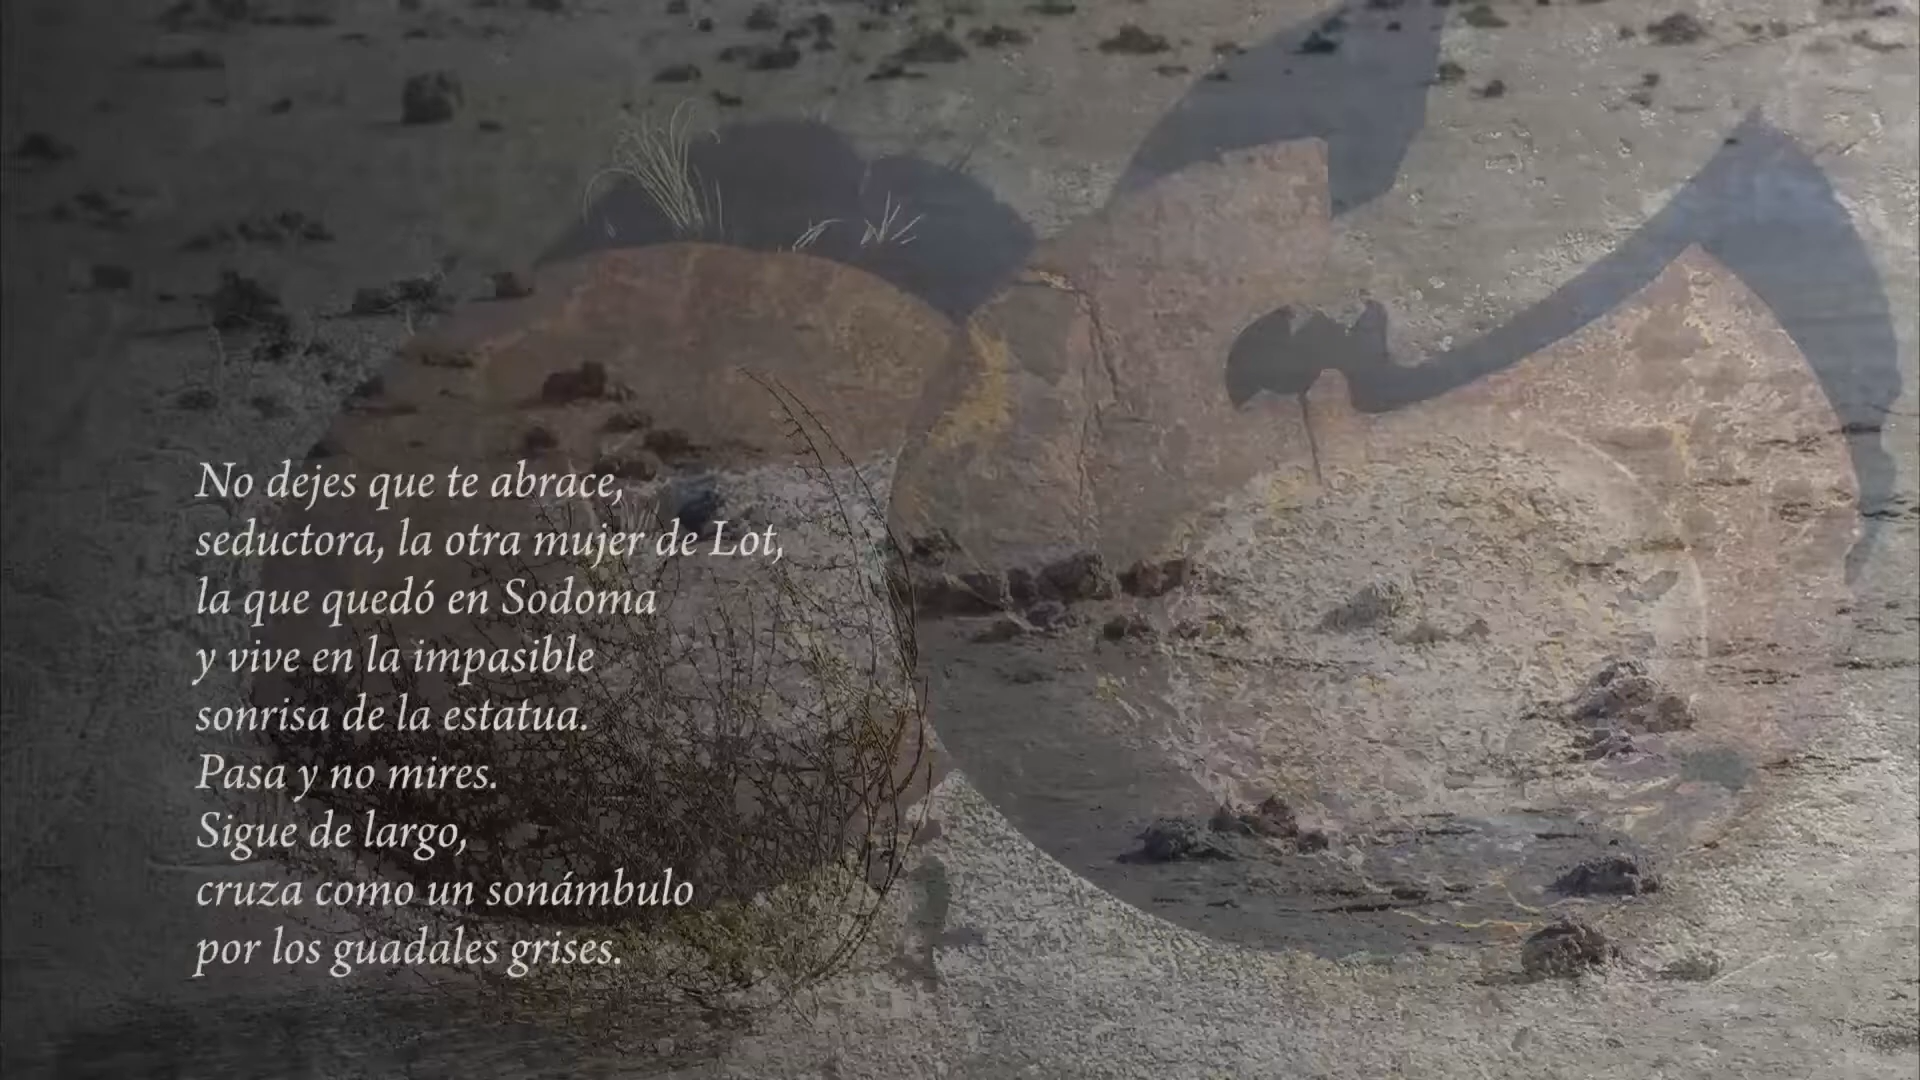 No dejes que te abrace,
seductora, la otra mujer de Lot,
la que quedó en Sodoma
y vive en la impasible
sonrisa de la estatua.
Pasa y no mires.
Sigue de largo,
cruza como un sonámbulo
por los guadales grises.